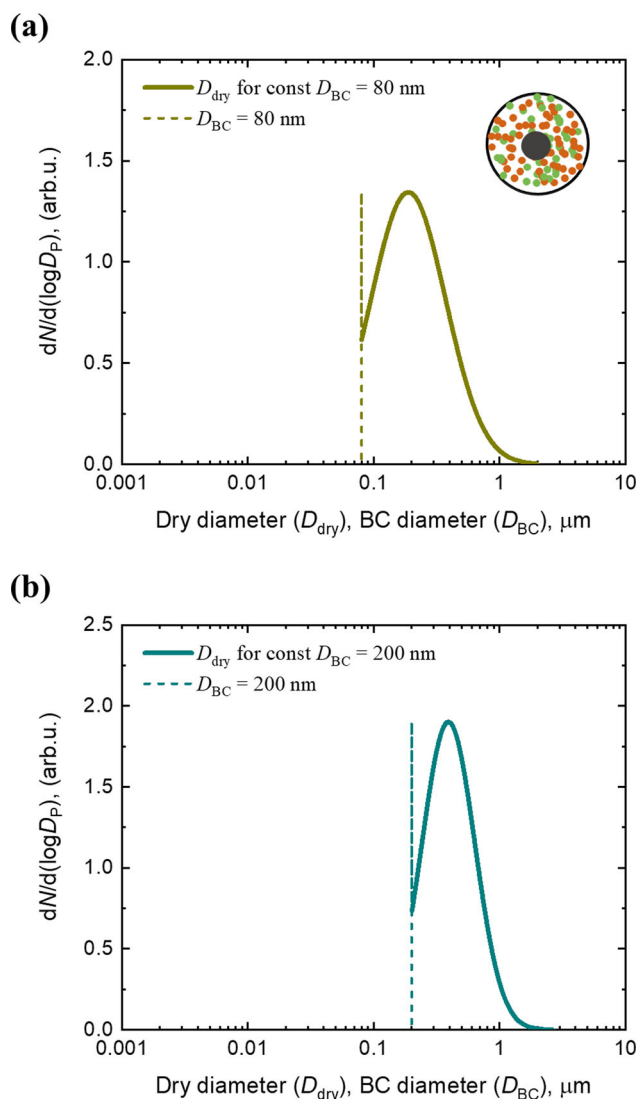 (a)
2.0
1.5
1.0
0.5
0.0
dN/d(logD_P), (arb.u.)
D_dry for const D_BC = 80 nm
D_BC = 80 nm
0.001 0.01 0.1 1 10
Dry diameter (D_dry), BC diameter (D_BC), μm
(b)
2.5
2.0
1.5
1.0
0.5
0.0
dN/d(logD_P), (arb.u.)
D_dry for const D_BC = 200 nm
D_BC = 200 nm
0.001 0.01 0.1 1 10
Dry diameter (D_dry), BC diameter (D_BC), μm